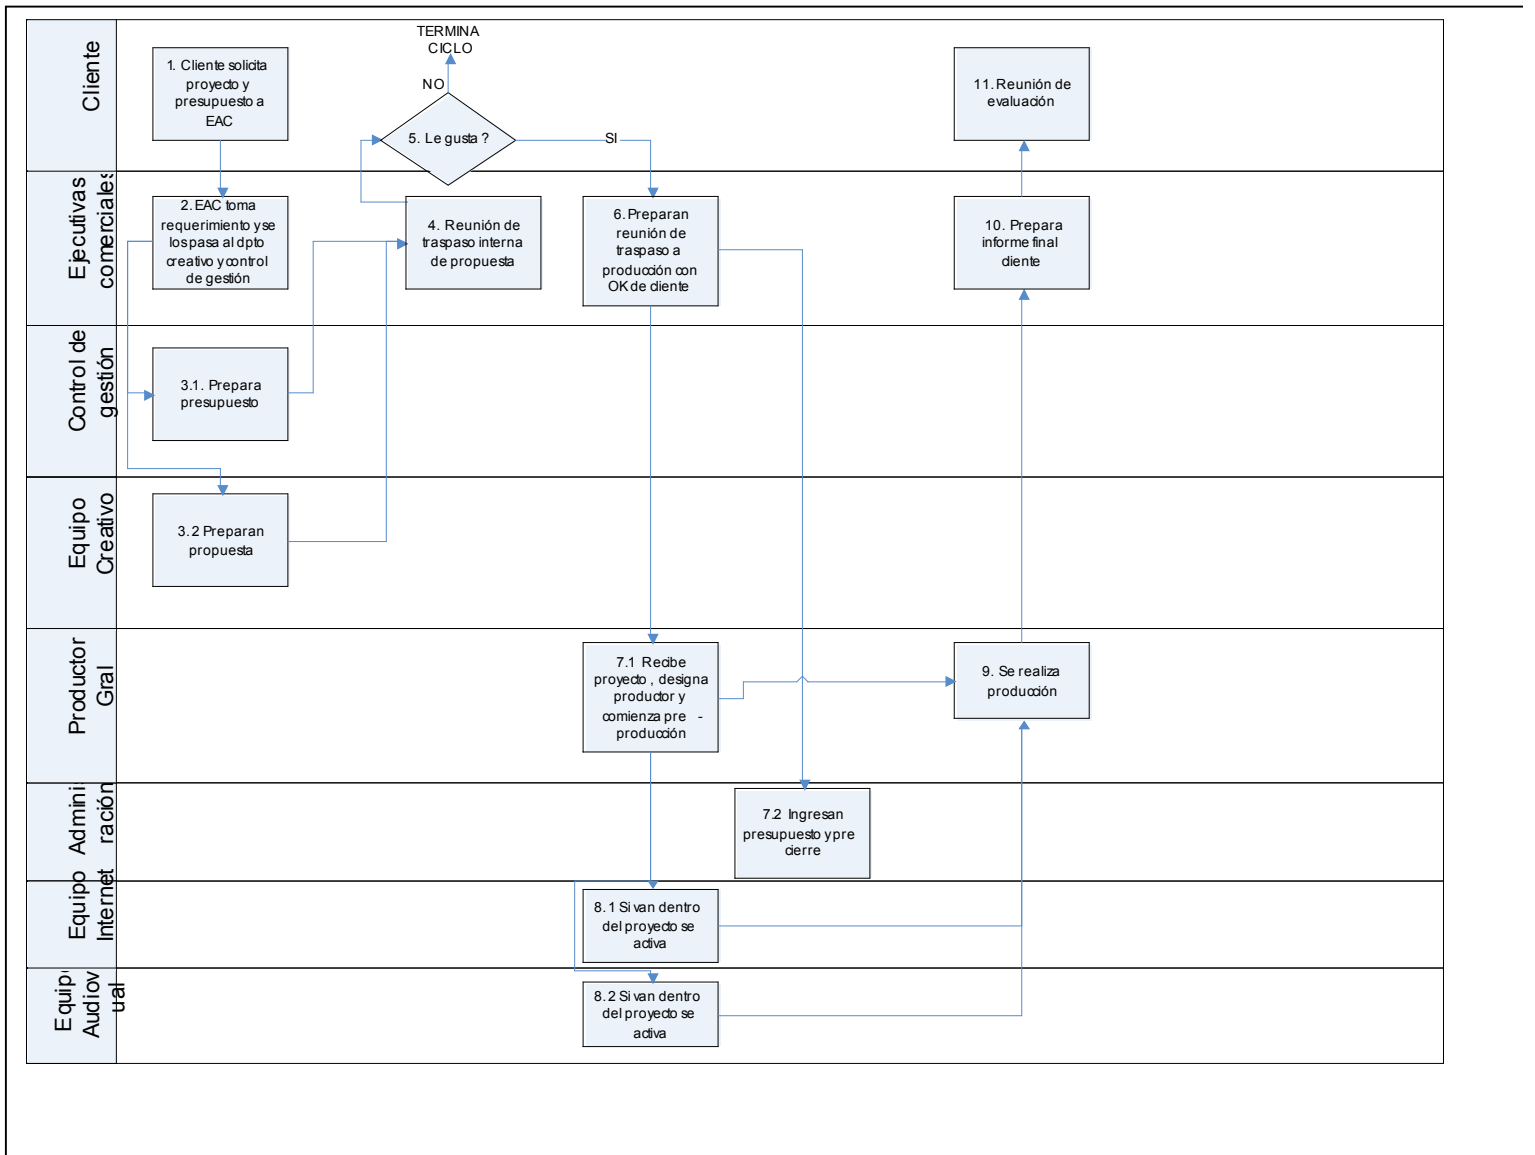 TERMINA
CICLO
Cliente
1. Cliente solicita
proyecto y
presupuesto a
EAC
NO
5. Le gusta ?
SI
11. Reunión de
evaluación
Ejecutivas
comerciales
2. EAC toma
requerimiento y se
los pasa al dpto
creativo y control
de gestión
4. Reunión de
traspaso interna
de propuesta
6. Preparan
reunión de
traspaso a
producción con
OK de cliente
10. Prepara
informe final
cliente
Control de
gestión
3.1. Prepara
presupuesto
Equipo
Creativo
3.2 Preparan
propuesta
Productor
Gral
7.1 Recibe
proyecto , designa
productor y
comienza pre -
producción
9. Se realiza
producción
Adminis
ración
7.2 Ingresan
presupuesto y pre
cierre
Equipo
Internet
8.1 Si van dentro
del proyecto se
activa
Equipo
Audiov
ual
8.2 Si van dentro
del proyecto se
activa